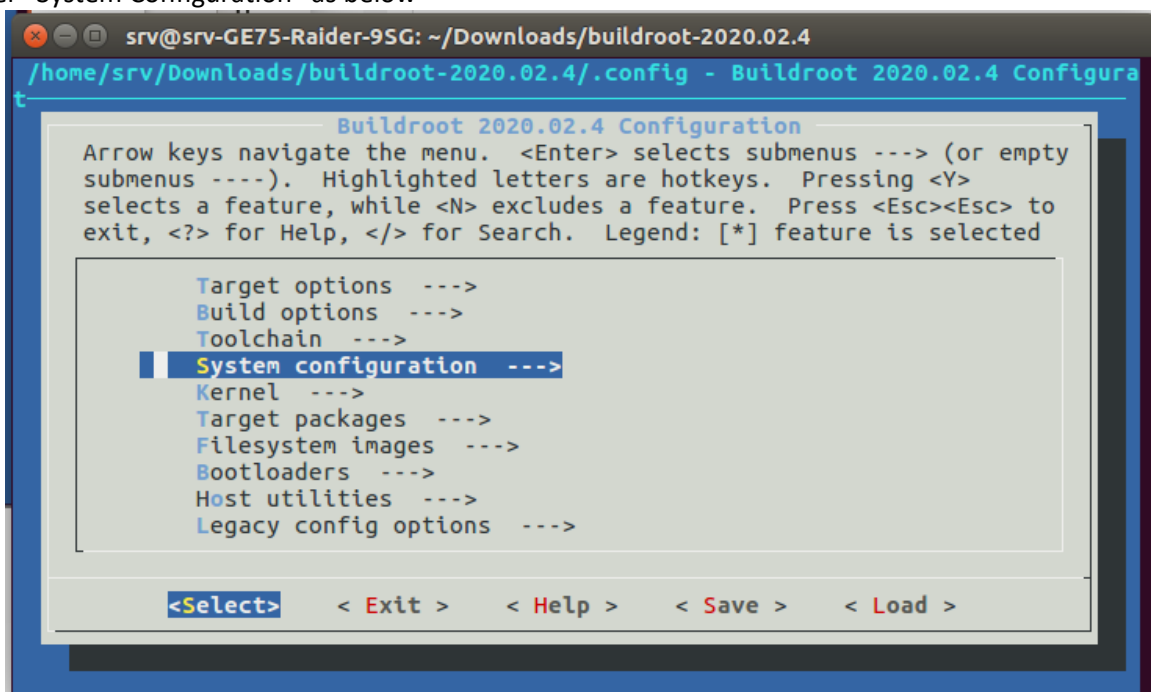 System Configuration" as below
srv@srv-GE75-Raider-9SG: ~/Downloads/buildroot-2020.02.4
/home/srv/Downloads/buildroot-2020.02.4/.config - Buildroot 2020.02.4 Configura
t
Buildroot 2020.02.4 Configuration
Arrow keys navigate the menu.  <Enter> selects submenus ---> (or empty
submenus ----).  Highlighted letters are hotkeys.  Pressing <Y>
selects a feature, while <N> excludes a feature.  Press <Esc><Esc> to
exit, <?> for Help, </> for Search.  Legend: [*] feature is selected
Target options  --->
Build options  --->
Toolchain  --->
System configuration  --->
Kernel  --->
Target packages  --->
Filesystem images  --->
Bootloaders  --->
Host utilities  --->
Legacy config options  --->
<Select>    < Exit >    < Help >    < Save >    < Load >